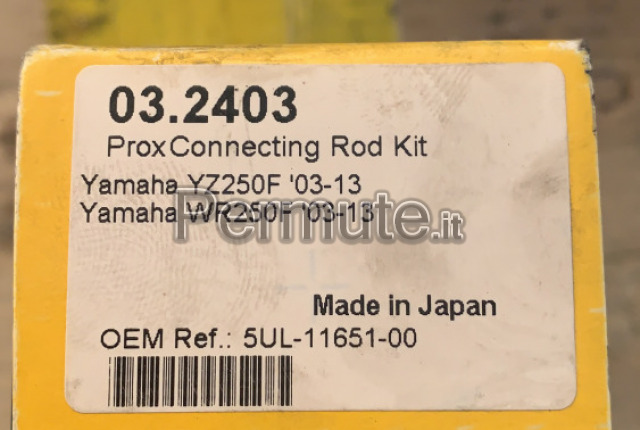 03.2403
Prox Connecting Rod Kit
Yamaha YZ250F '03-13
Yamaha WR250F '03-13
Permute.it
Made in Japan
OEM Ref.: 5UL-11651-00